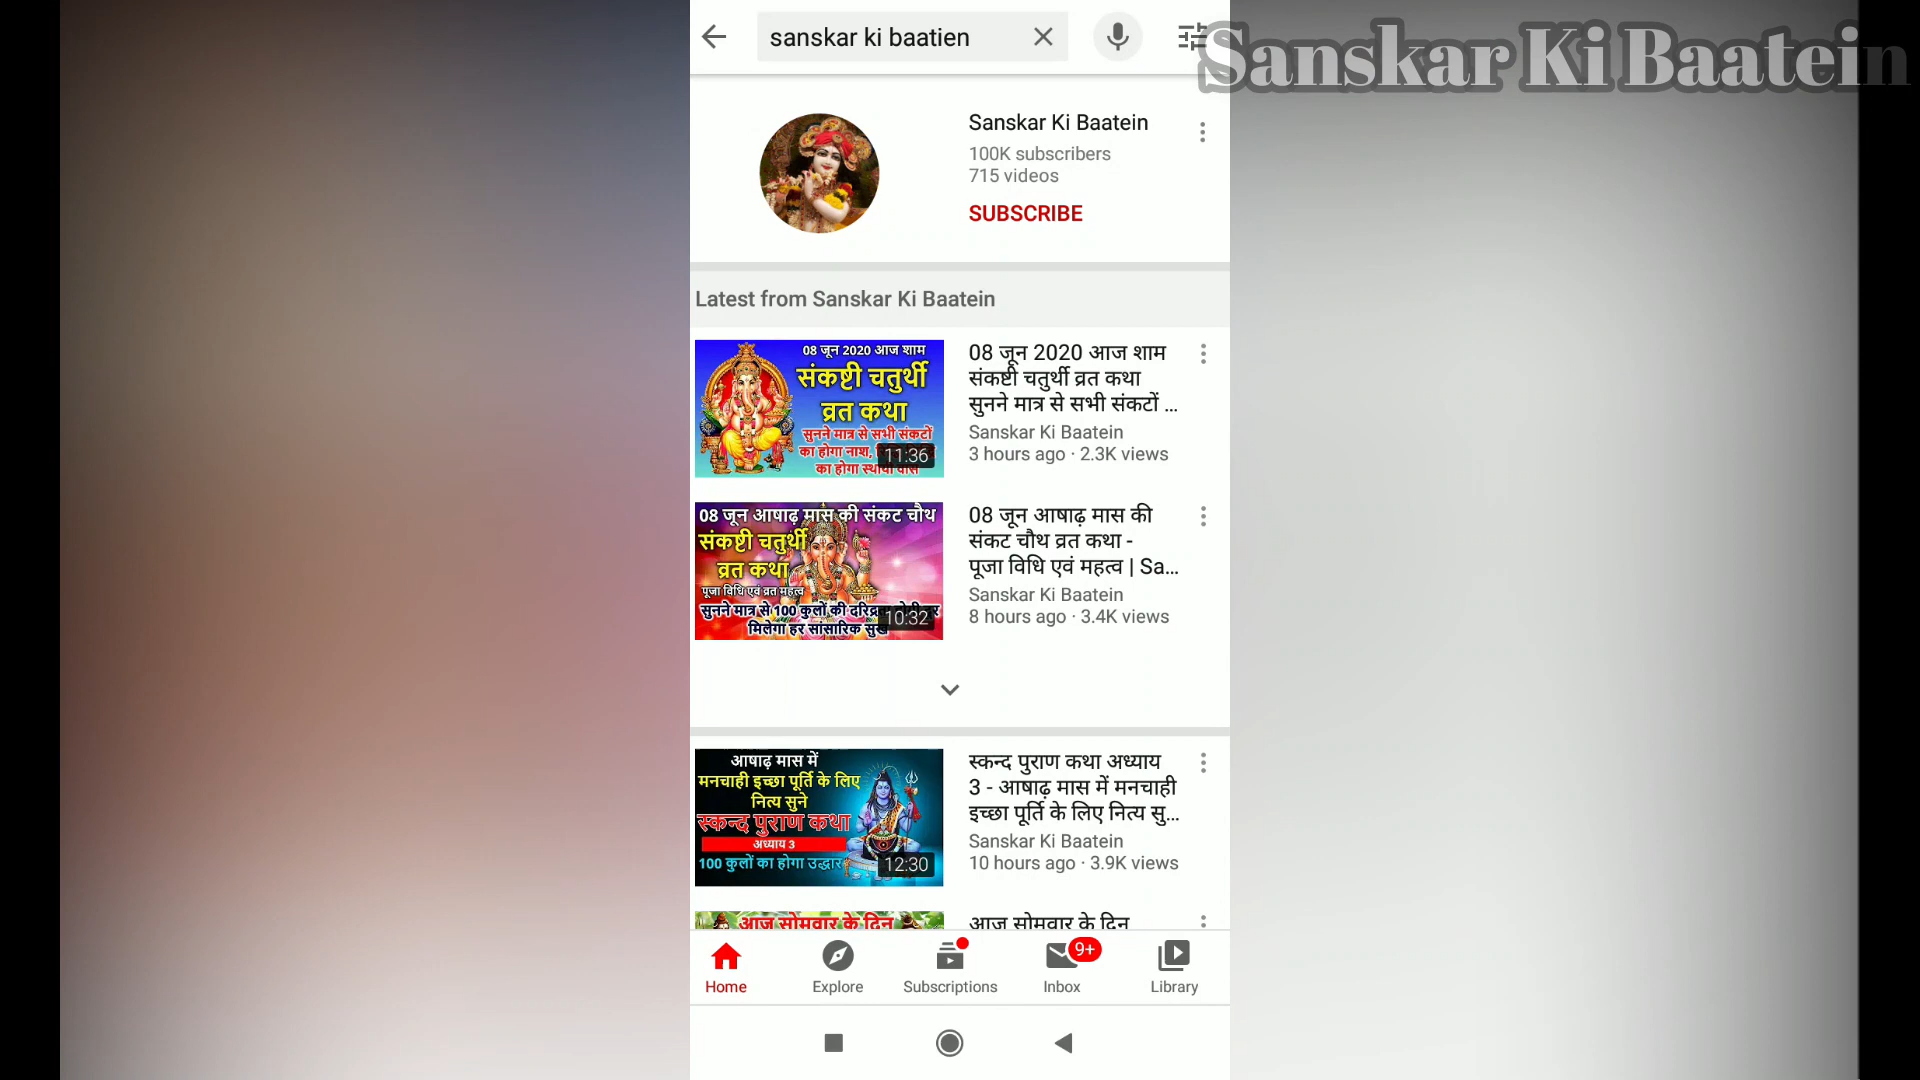 sanskar ki baatien
Sanskar Ki Baatein
Sanskar Ki Baatein
100K subscribers
715 videos
SUBSCRIBE
Latest from Sanskar Ki Baatein
08 जून 2020 आज शाम
संकष्टी चतुर्थी
व्रत कथा
सुनने मात्र से सभी संकटों
का होगा नाश,
का होगा स्थायी वास
11:36
08 जून 2020 आज शाम
संकष्टी चतुर्थी व्रत कथा
सुनने मात्र से सभी संकटों ...
Sanskar Ki Baatein
3 hours ago · 2.3K views
08 जून आषाढ़ मास की संकट चौथ
संकष्टी चतुर्थी
व्रत कथा
पूजा विधि एवं व्रत महत्व
सुनने मात्र से 100 कुलों की
मिलेगा हर सांसारिक सुख
10:32
08 जून आषाढ़ मास की
संकट चौथ व्रत कथा -
पूजा विधि एवं महत्व | Sa...
Sanskar Ki Baatein
8 hours ago · 3.4K views
आषाढ़ मास में
मनचाही इच्छा पूर्ति के लिए
नित्य सुने
स्कन्द पुराण कथा
अध्याय 3
100 कुलों का होगा उद्धार
12:30
स्कन्द पुराण कथा अध्याय
3 - आषाढ़ मास में मनचाही
इच्छा पूर्ति के लिए नित्य सु...
Sanskar Ki Baatein
10 hours ago · 3.9K views
आज सोमवार के दिन
आज सोमवार के दिन
9+
Home
Explore
Subscriptions
Inbox
Library